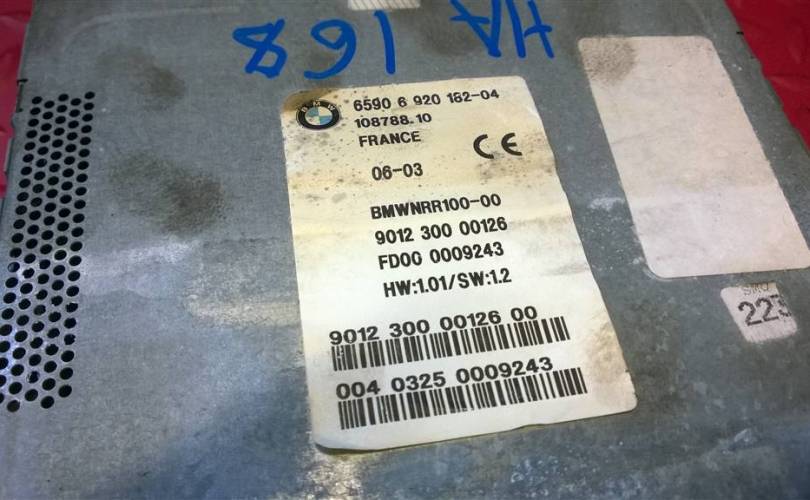 HA 168
BMW
6590 6 920 182-04
108788.10
FRANCE
CE
06-03
BMWNRR100-00
9012 300 00126
FD00 0009243
HW:1.01/SW:1.2
9012 300 00126 00
004 0325 0009243
223